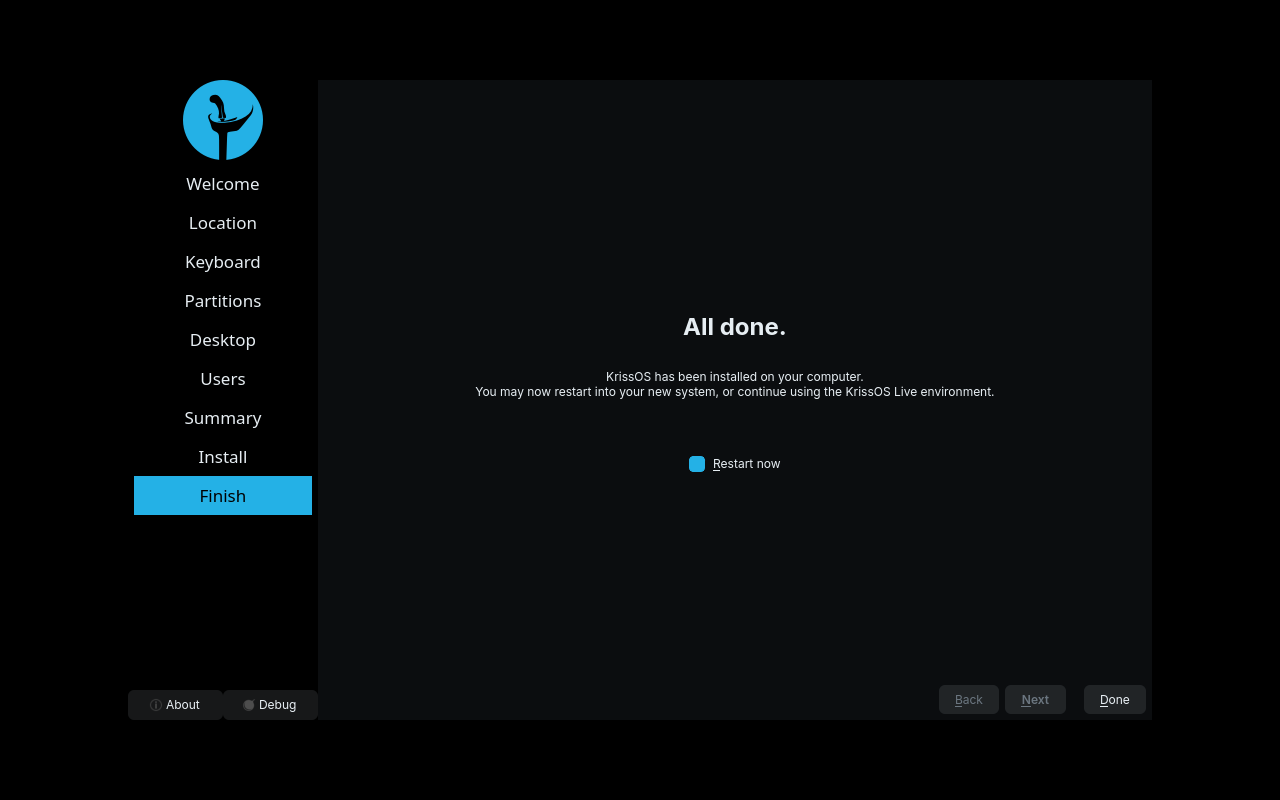 Welcome
Location
Keyboard
Partitions
Desktop
Users
Summary
Install
Finish
About
Debug
All done.
KrissOS has been installed on your computer.
You may now restart into your new system, or continue using the KrissOS Live environment.
Restart now
Back
Next
Done